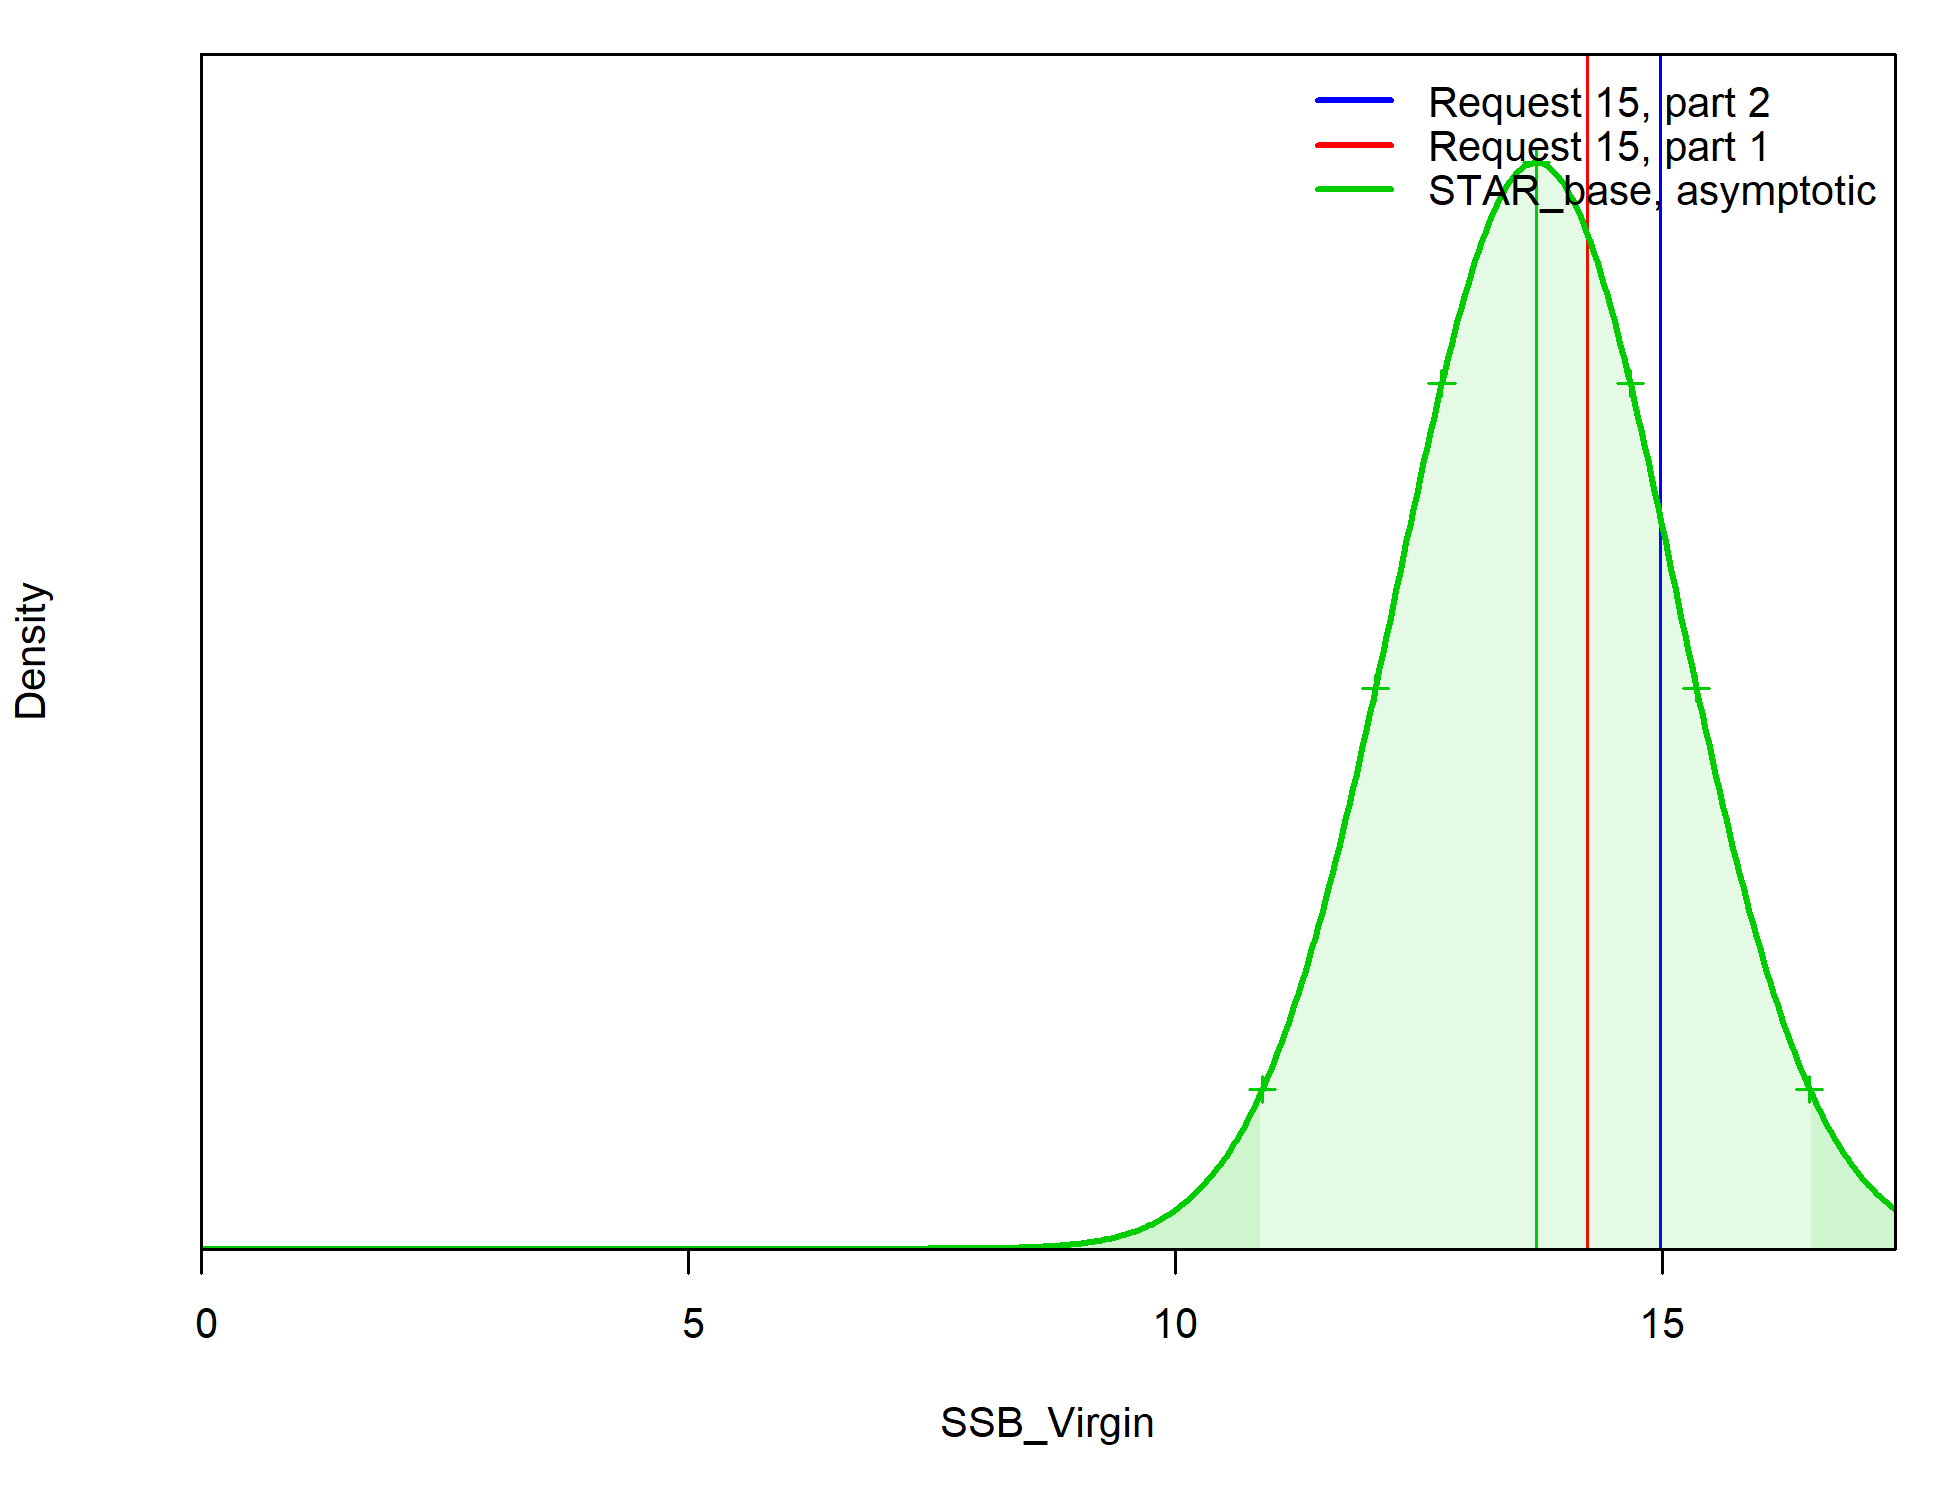 Request 15, part 2
Request 15, part 1
STAR_base, asymptotic
Density
0 5 10 15
SSB_Virgin